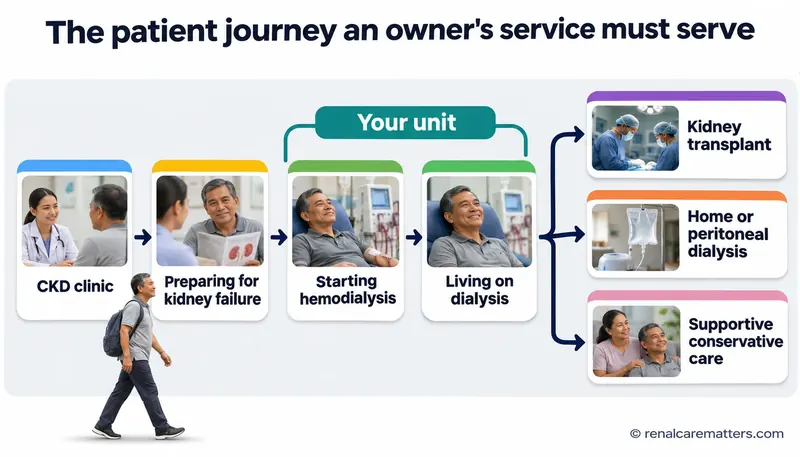 The patient journey an owner's service must serve
Your unit
CKD clinic
Preparing for
kidney failure
Starting
hemodialysis
Living on
dialysis
Kidney
transplant
Home or
peritoneal
dialysis
Supportive
conservative
care
© renalcarematters.com